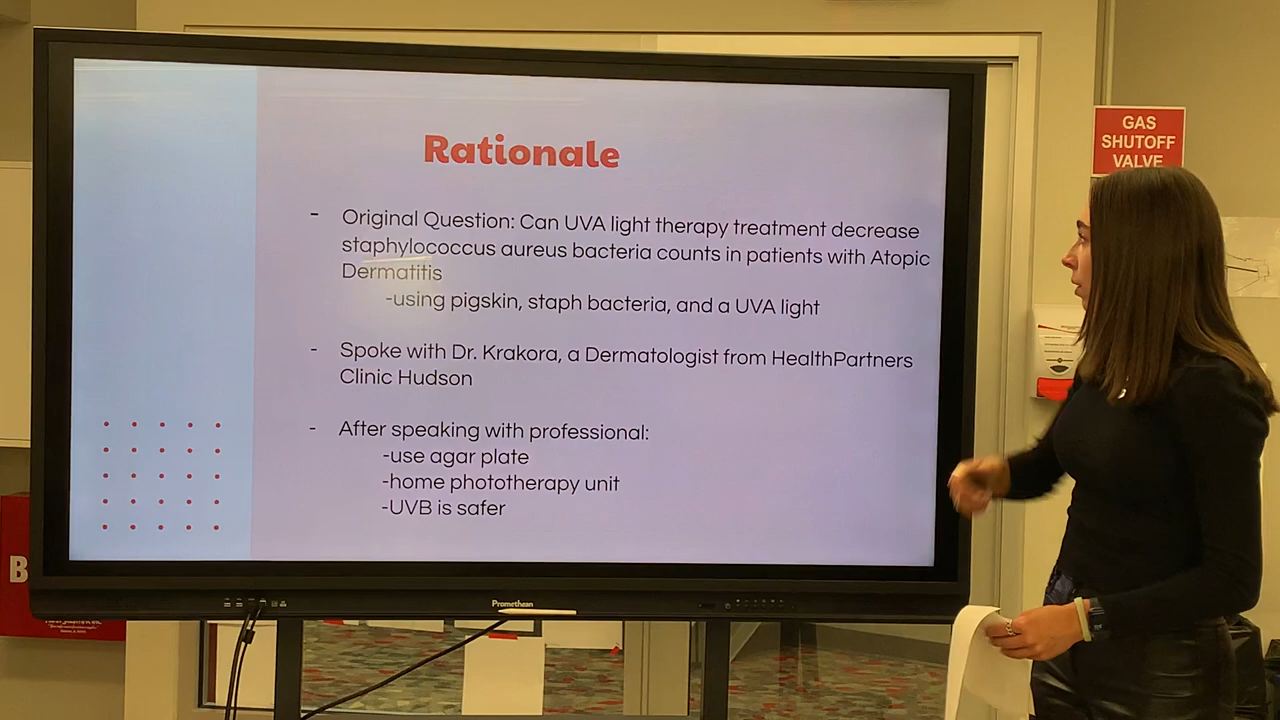 Rationale
- Original Question: Can UVA light therapy treatment decrease
staphylococcus aureus bacteria counts in patients with Atopic
Dermatitis
-using pigskin, staph bacteria, and a UVA light
- Spoke with Dr. Krakora, a Dermatologist from HealthPartners
Clinic Hudson
- After speaking with professional:
-use agar plate
-home phototherapy unit
-UVB is safer
Promethean
GAS
SHUTOFF
VALVE
B